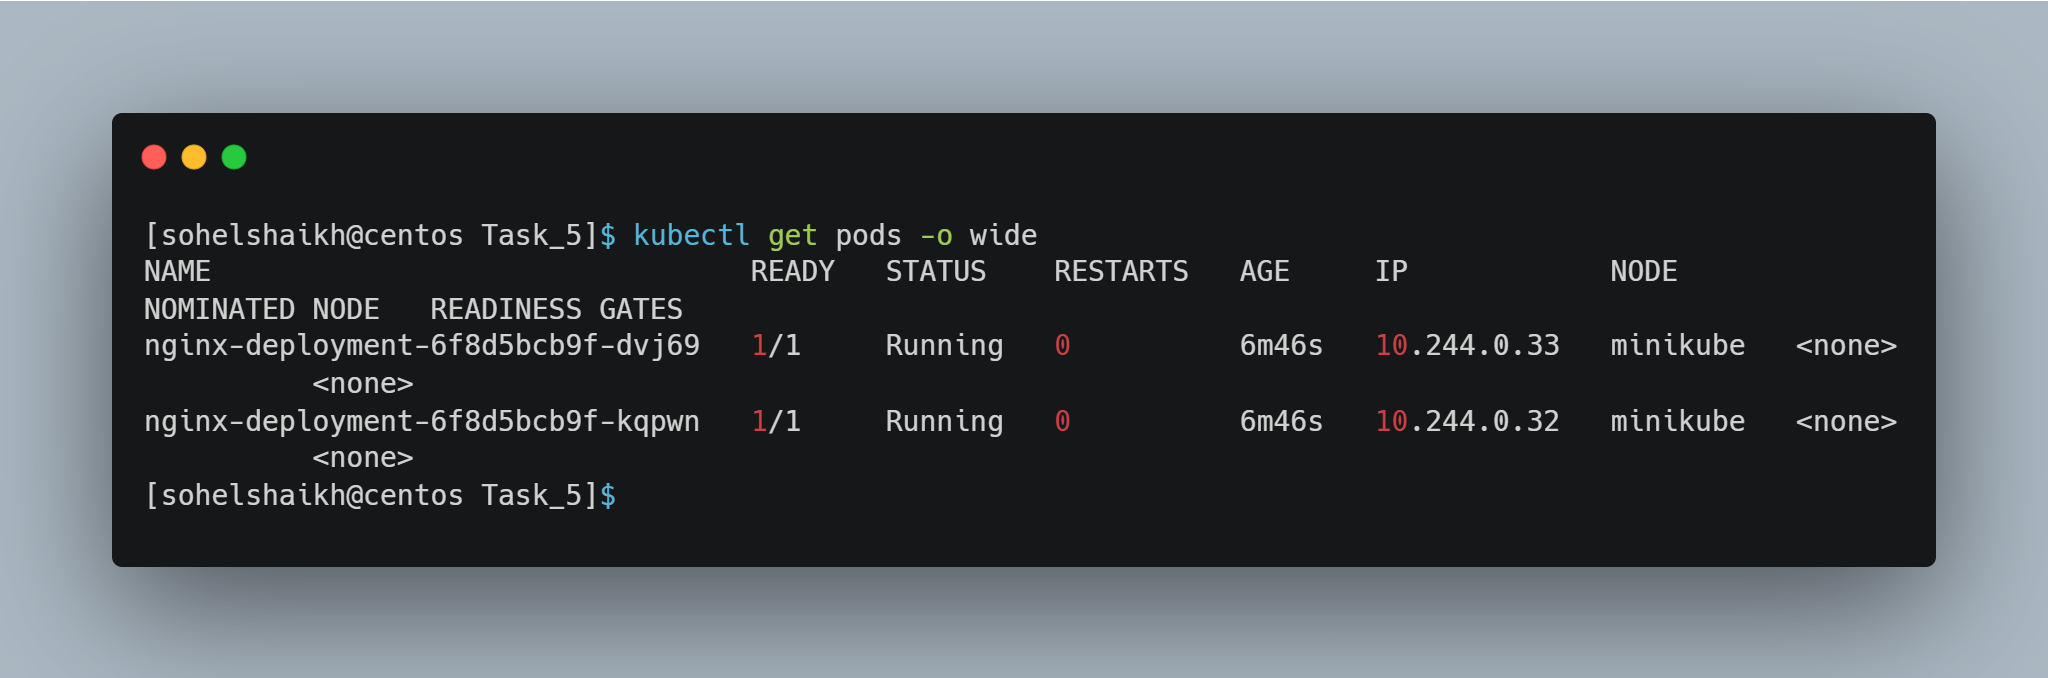 [sohelshaikh@centos Task_5]$ kubectl get pods -o wide
NAME                                READY   STATUS    RESTARTS   AGE     IP            NODE
NOMINATED NODE   READINESS GATES
nginx-deployment-6f8d5bcb9f-dvj69   1/1     Running   0          6m46s   10.244.0.33   minikube   <none>
          <none>
nginx-deployment-6f8d5bcb9f-kqpwn   1/1     Running   0          6m46s   10.244.0.32   minikube   <none>
          <none>
[sohelshaikh@centos Task_5]$